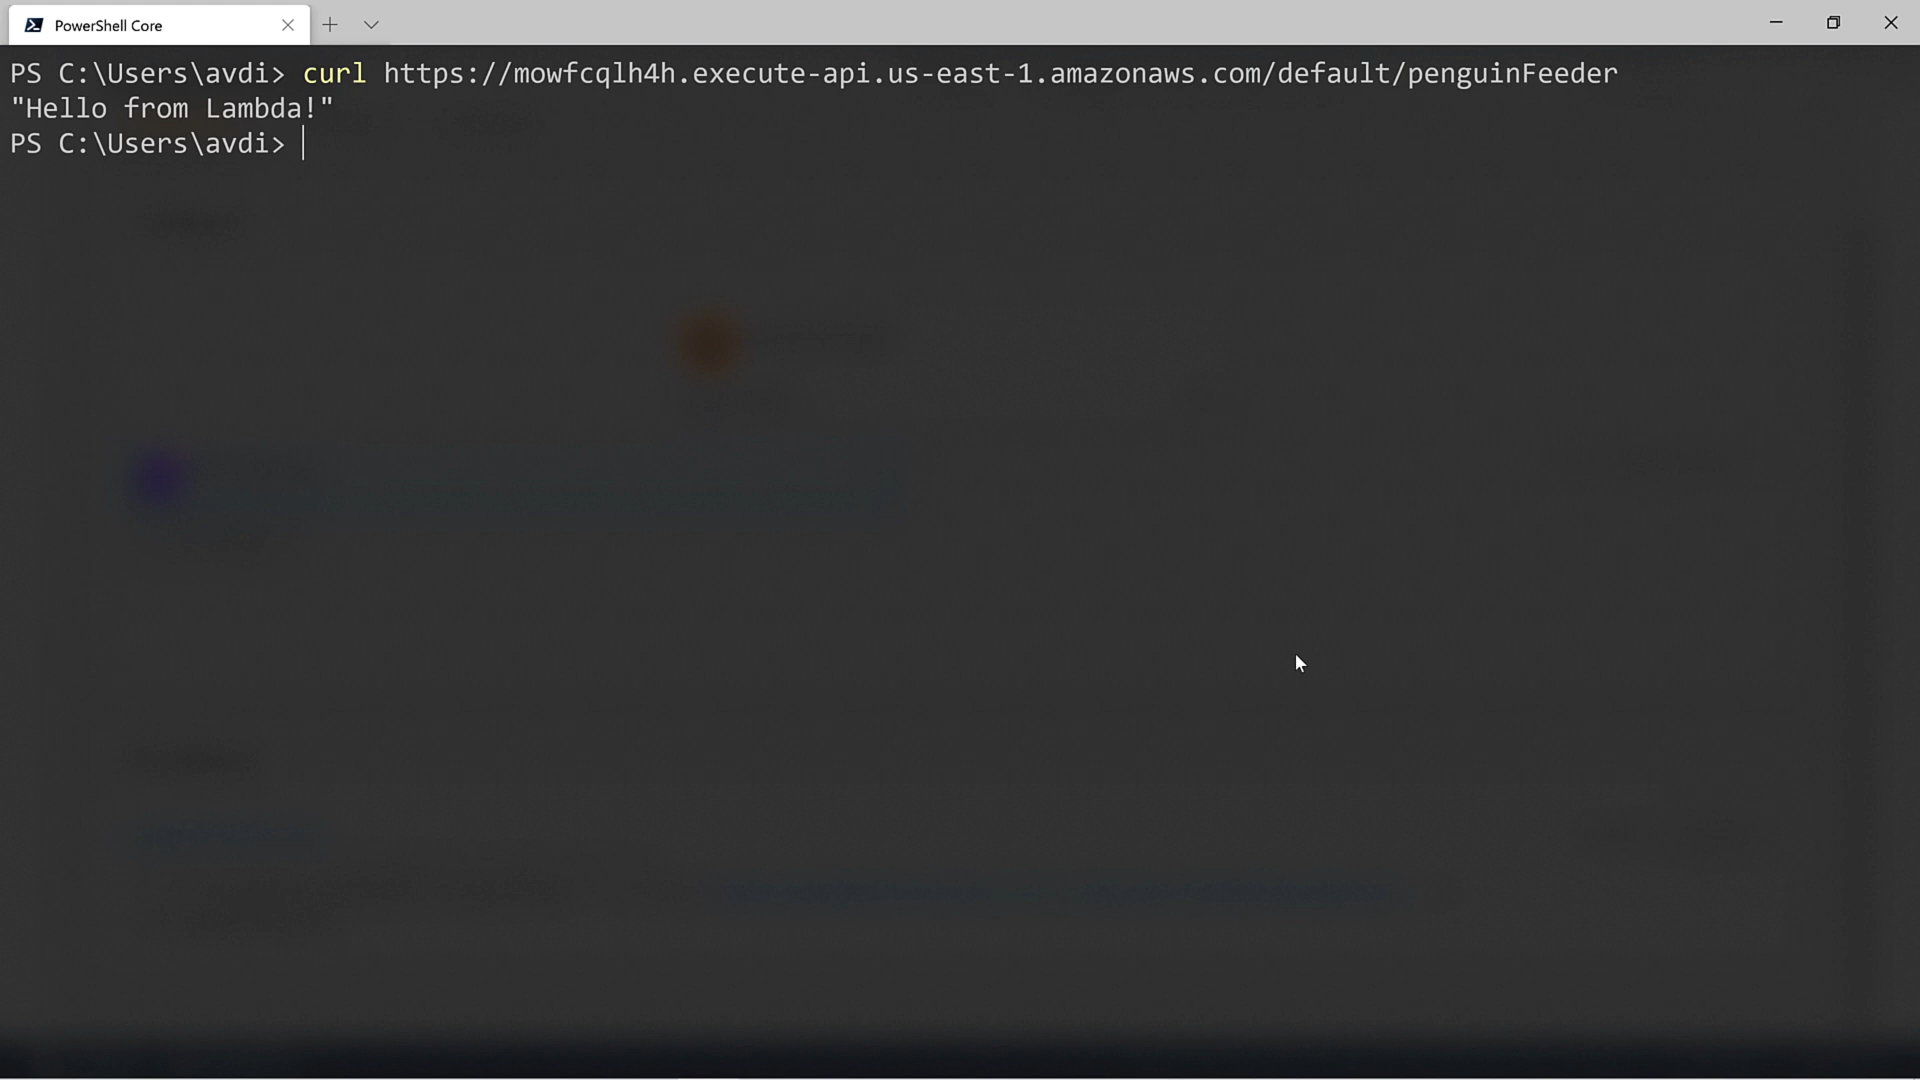 PowerShell Core
PS C:\Users\avdi> curl https://mowfcqlh4h.execute-api.us-east-1.amazonaws.com/default/penguinFeeder
"Hello from Lambda!"
PS C:\Users\avdi>